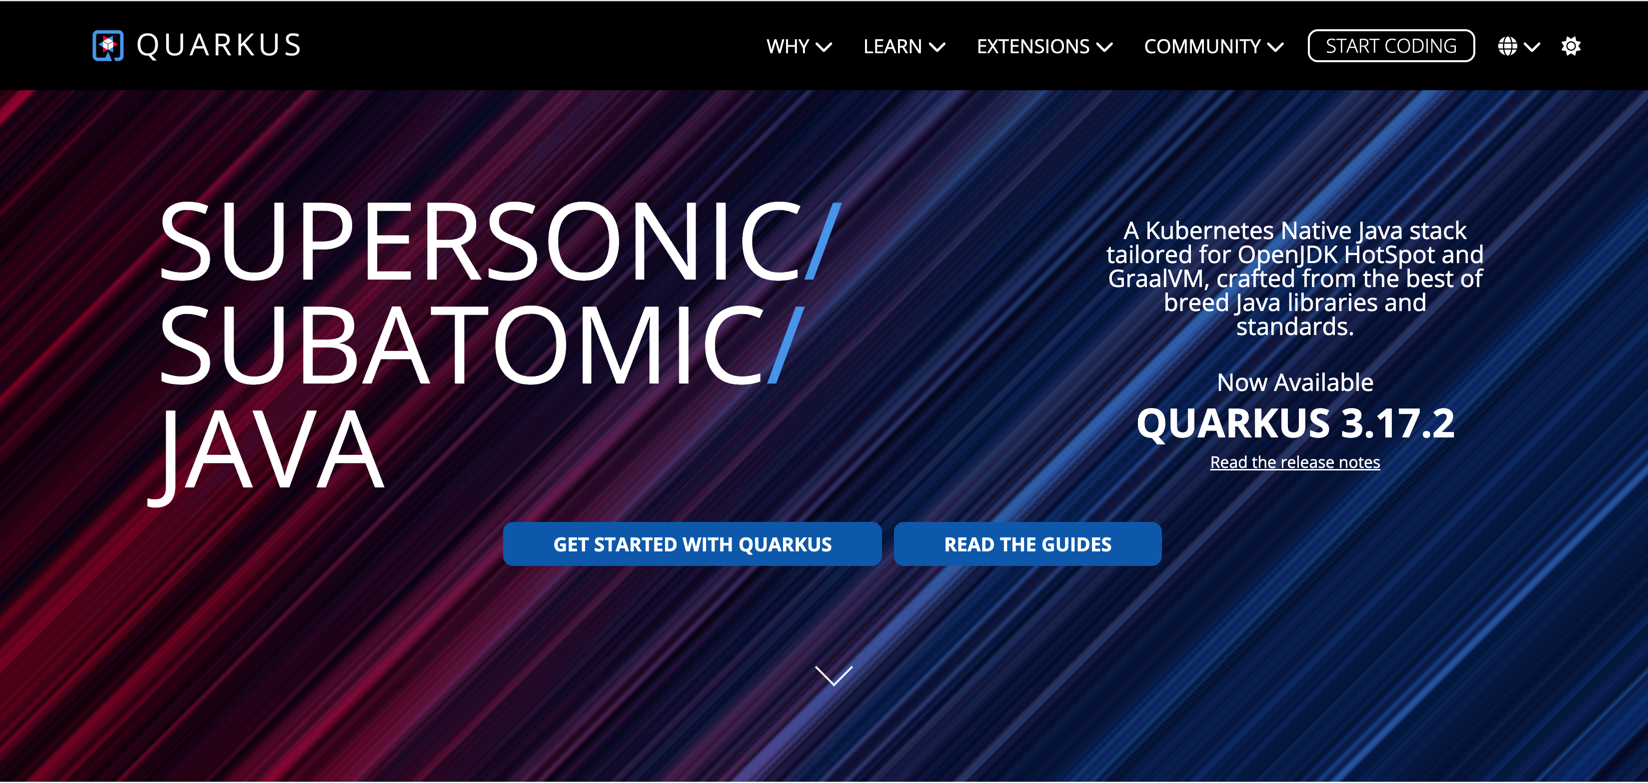 QUARKUS
WHY
LEARN
EXTENSIONS
COMMUNITY
START CODING
SUPERSONIC/
SUBATOMIC/
JAVA
A Kubernetes Native Java stack
tailored for OpenJDK HotSpot and
GraalVM, crafted from the best of
breed Java libraries and
standards.
Now Available
QUARKUS 3.17.2
Read the release notes
GET STARTED WITH QUARKUS
READ THE GUIDES